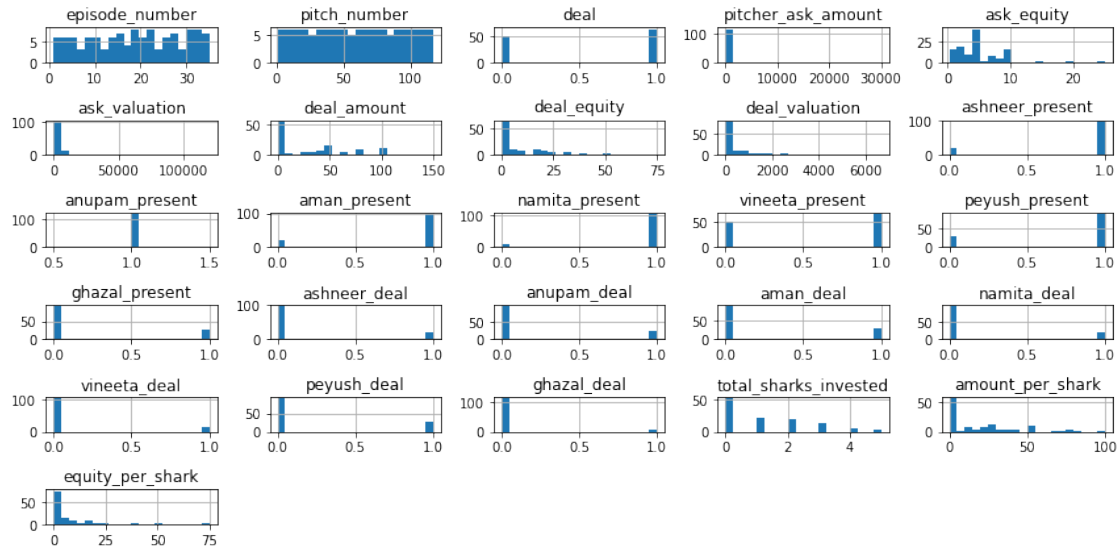 episode_number pitch_number deal pitcher_ask_amount ask_equity
5 5 50 100 25
0 0 0 0 0
0 10 20 30 0 50 100 0.0 0.5 1.0 0 10000 20000 30000 0 10 20
ask_valuation deal_amount deal_equity deal_valuation ashneer_present
100 50 50 50 100
0 0 0 0 0
0 50000 100000 0 50 100 150 0 25 50 75 0 2000 4000 6000 0.0 0.5 1.0
anupam_present aman_present namita_present vineeta_present peyush_present
100 100 100 50 50
0 0 0 0 0
0.5 1.0 1.5 0.0 0.5 1.0 0.0 0.5 1.0 0.0 0.5 1.0 0.0 0.5 1.0
ghazal_present ashneer_deal anupam_deal aman_deal namita_deal
50 100 50 50 50
0 0 0 0 0
0.0 0.5 1.0 0.0 0.5 1.0 0.0 0.5 1.0 0.0 0.5 1.0 0.0 0.5 1.0
vineeta_deal peyush_deal ghazal_deal total_sharks_invested amount_per_shark
100 50 100 50 50
0 0 0 0 0
0.0 0.5 1.0 0.0 0.5 1.0 0.0 0.5 1.0 0 2 4 0 50 100
equity_per_shark
50
0
0 25 50 75